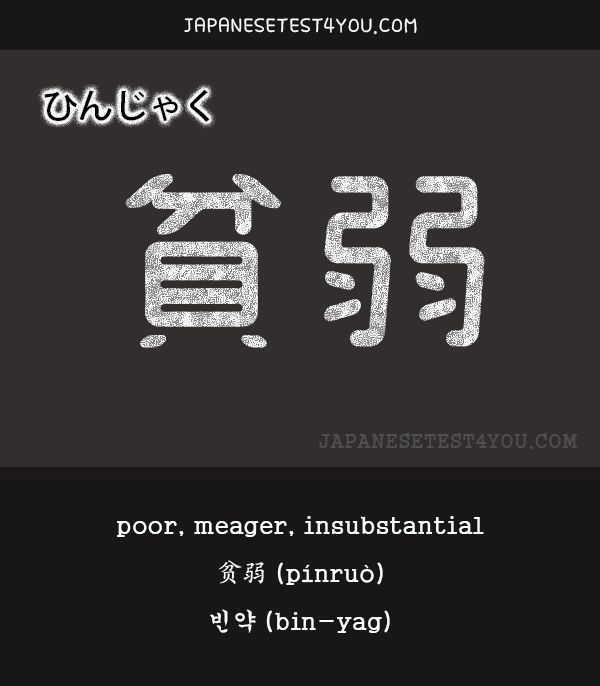 JAPANESETEST4YOU.COM
ひんじゃく
貧弱
JAPANESETEST4YOU.COM
poor, meager, insubstantial
贫弱 (pínruò)
빈약 (bin-yag)